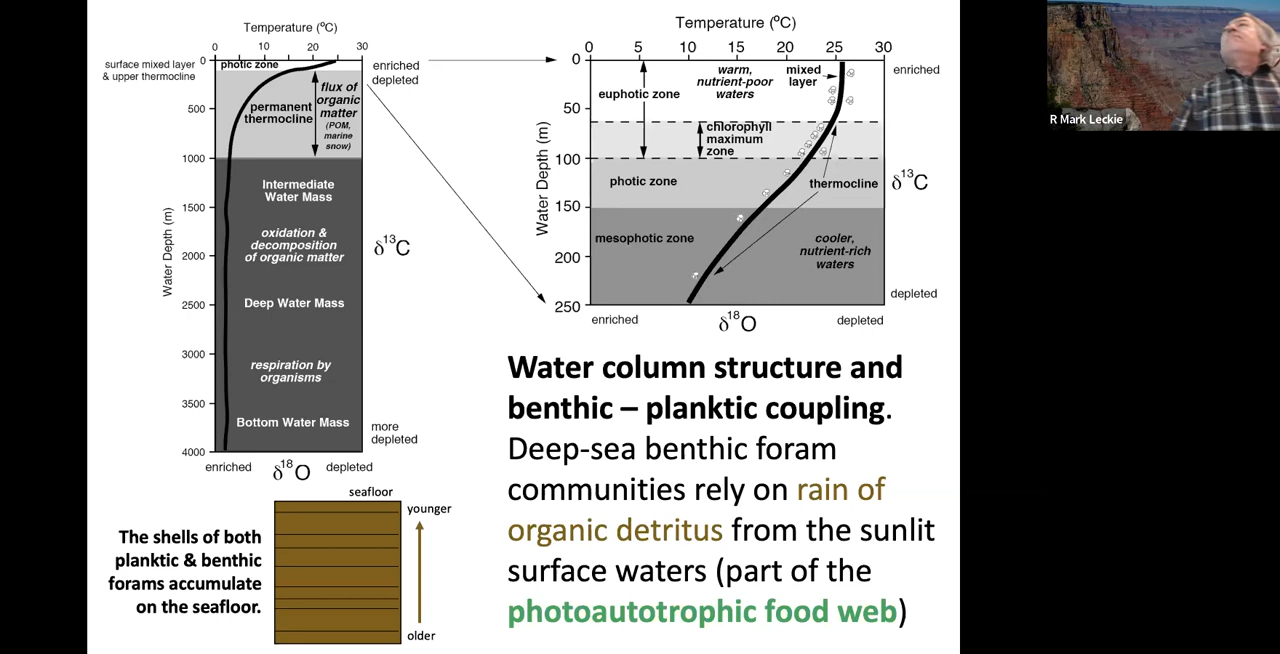 Temperature (ºC)
0 10 20 30
surface mixed layer
& upper thermocline
photic zone
enriched
depleted
flux of
organic
matter
(POM,
marine
snow)
permanent
thermocline
0
500
1000
1500
2000
2500
3000
3500
4000
Water Depth (m)
Intermediate
Water Mass
oxidation &
decomposition
of organic matter
Deep Water Mass
respiration by
organisms
Bottom Water Mass
δ13C
more
depleted
enriched δ18O depleted
Temperature (ºC)
0 5 10 15 20 25 30
0
50
100
150
200
250
Water Depth (m)
euphotic zone
warm,
nutrient-poor
waters
mixed
layer
enriched
chlorophyll
maximum
zone
photic zone
thermocline
δ13C
mesophotic zone
cooler,
nutrient-rich
waters
depleted
enriched δ18O depleted
Water column structure and
benthic – planktic coupling.
Deep-sea benthic foram
communities rely on rain of
organic detritus from the sunlit
surface waters (part of the
photoautotrophic food web)
seafloor
younger
older
The shells of both
planktic & benthic
forams accumulate
on the seafloor.
R Mark Leckie